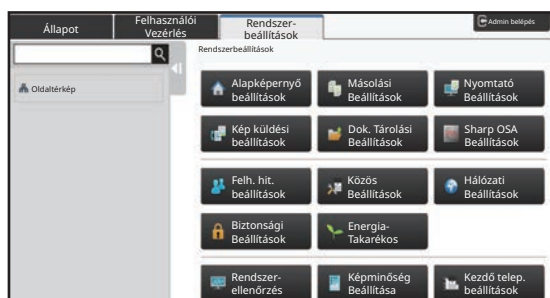 Állapot
Felhasználói
Vezérlés
Rendszer-
beállítások
Admin belépés
Rendszerbeállítások
Oldaltérkép
Alapképernyő
beállítások
Másolási
Beállítások
Nyomtató
Beállítások
Kép küldési
beállítások
Dok. Tárolási
Beállítások
Sharp OSA
Beállítások
Felh. hit.
beállítások
Közös
Beállítások
Hálózati
Beállítások
Biztonsági
Beállítások
Energia-
Takarékos
Rendszer-
ellenőrzés
Képminőség
Beállítása
Kezdő telep.
beállítások